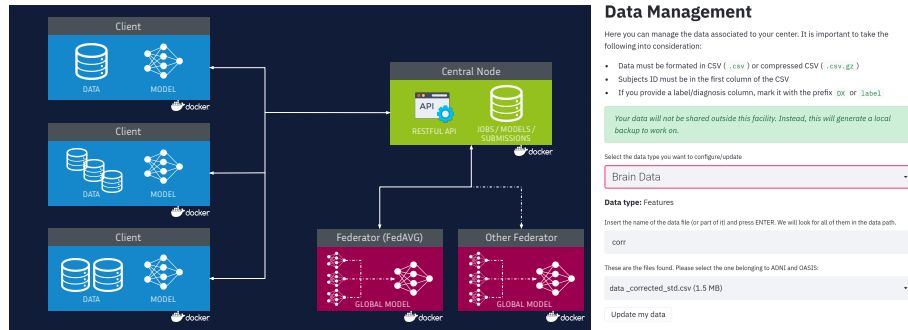 Client
DATA
MODEL
docker
Client
DATA
MODEL
docker
Client
DATA
MODEL
docker
Central Node
API
RESTFUL API
JOBS / MODELS /
SUBMISSIONS
docker
Federator (FedAVG)
GLOBAL MODEL
docker
Other Federator
GLOBAL MODEL
docker
Data Management
Here you can manage the data associated to your center. It is important to take the
following into consideration:
• Data must be formated in CSV ( .csv ) or compressed CSV ( .csv.gz )
• Subjects ID must be in the first column of the CSV
• If you provide a label/diagnosis column, mark it with the prefix DX or label
Your data will not be shared outside this facility. Instead, this will generate a local
backup to work on.
Select the data type you want to configure/update
Brain Data
Data type: Features
Insert the name of the data file (or part of it) and press ENTER. We will look for all of them in the data path.
corr
These are the files found. Please select the one belonging to ADNI and OASIS:
data _corrected_std.csv (1.5 MB)
Update my data